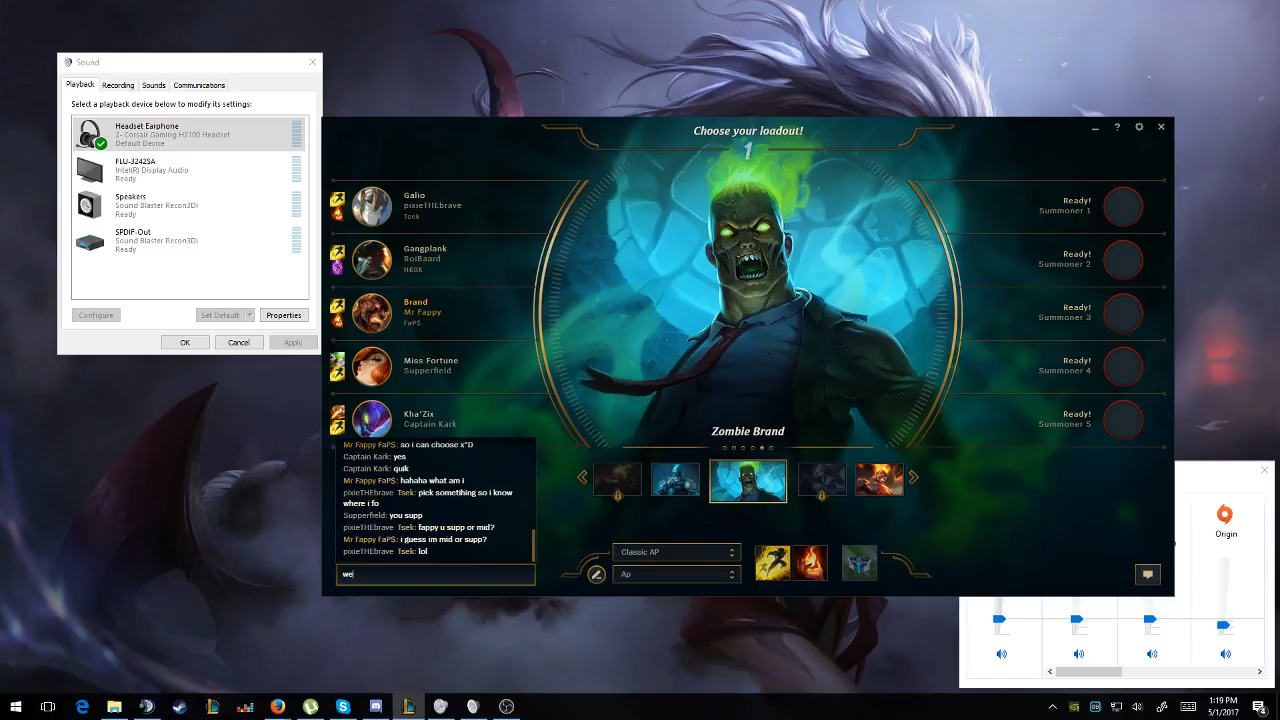 Sound
Playback
Recording
Sounds
Communications
Select a playback device below to modify its settings:
Headset Earphone
2- Corsair Gaming H2100 Headset
Default Device
FLU-3242SA
Intel(R) Display Audio
Ready
Speakers
Sound Blaster Recon3Di
Ready
SPDIF-Out
Sound Blaster Recon3Di
Ready
Configure
Set Default
Properties
OK
Cancel
Apply
Choose your loadout!
1
?
Galio
pixieTHEbrave
Tsek
Gangplank
RolBaard
HKGK
Brand
Mr Fappy
FaP$
Miss Fortune
Supperfield
Kha'Zix
Captain Kark
Ready!
Summoner 1
Ready!
Summoner 2
Ready!
Summoner 3
Ready!
Summoner 4
Ready!
Summoner 5
Zombie Brand
Mr Fappy FaP$: so i can choose x"D
Captain Kark: yes
Captain Kark: quik
Mr Fappy FaP$: hahaha what am i
pixieTHEbrave Tsek: pick something so i know
where i fo
Supperfield: you supp
pixieTHEbrave Tsek: fappy u supp or mid?
Mr Fappy FaP$: i guess im mid or supp?
pixieTHEbrave Tsek: lol
we
Classic AP
Ap
Origin
1:19 PM
5/1/2017